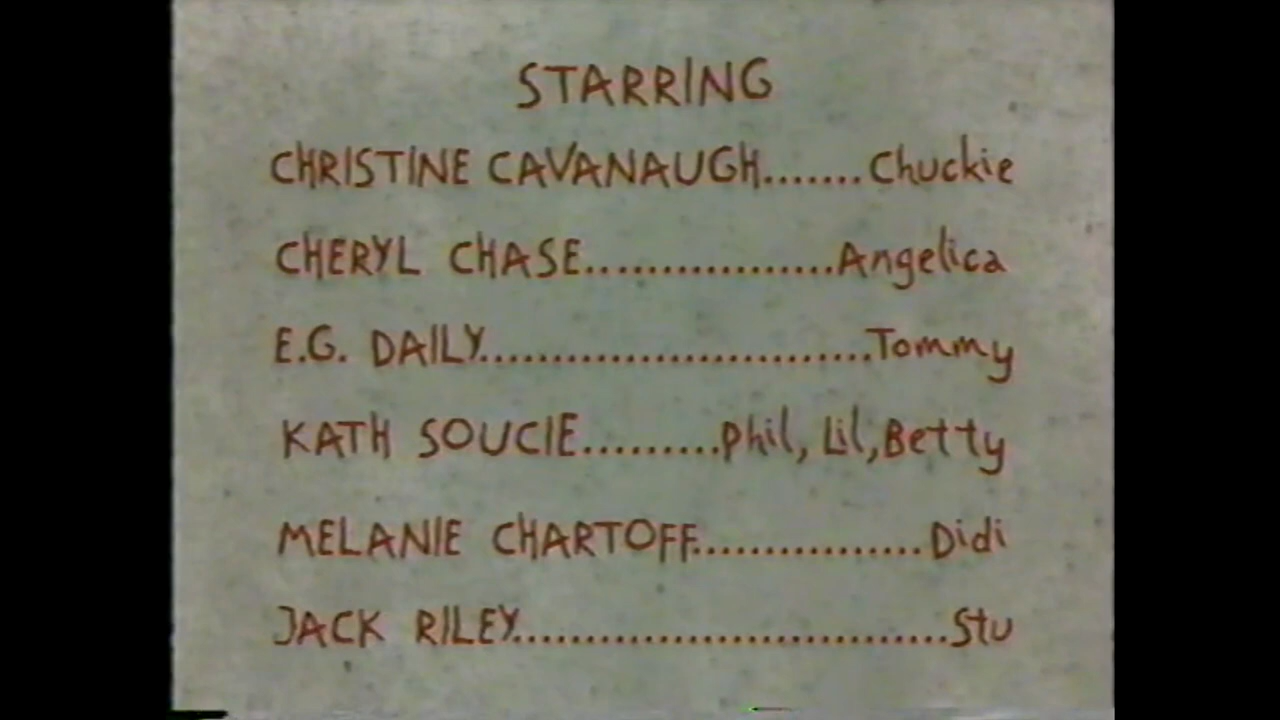 STARRING
CHRISTINE CAVANAUGH.......Chuckie
CHERYL CHASE.................Angelica
E.G. DAILY...........................Tommy
KATH SOUCIE.........Phil, Lil, Betty
MELANIE CHARTOFF................Didi
JACK RILEY..............................Stu